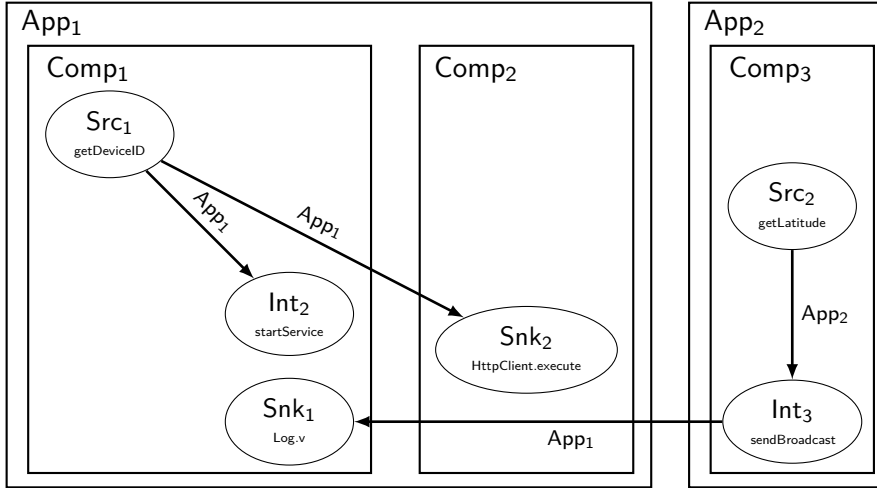 App₁
App₂
Comp₁
Comp₂
Comp₃
Src₁
getDeviceID
App₁
App₁
Src₂
getLatitude
Int₂
startService
App₂
Snk₂
HttpClient.execute
Snk₁
Log.v
App₁
Int₃
sendBroadcast